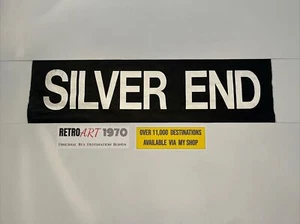 SILVER END
RETROART 1970
ORIGINAL BUS DESTINATION BLINDS
OVER 11,000 DESTINATIONS
AVAILABLE VIA MY SHOP